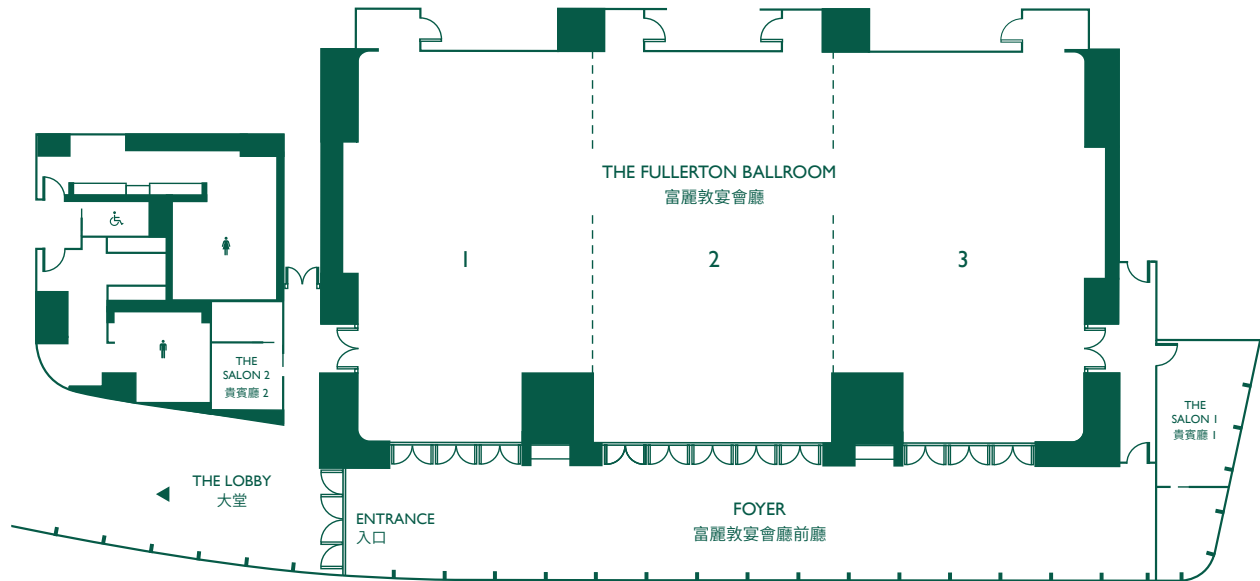 THE FULLERTON BALLROOM
富麗敦宴會廳
1
2
3
THE
SALON 2
貴賓廳 2
THE
SALON 1
貴賓廳 1
THE LOBBY
大堂
ENTRANCE
入口
FOYER
富麗敦宴會廳前廳